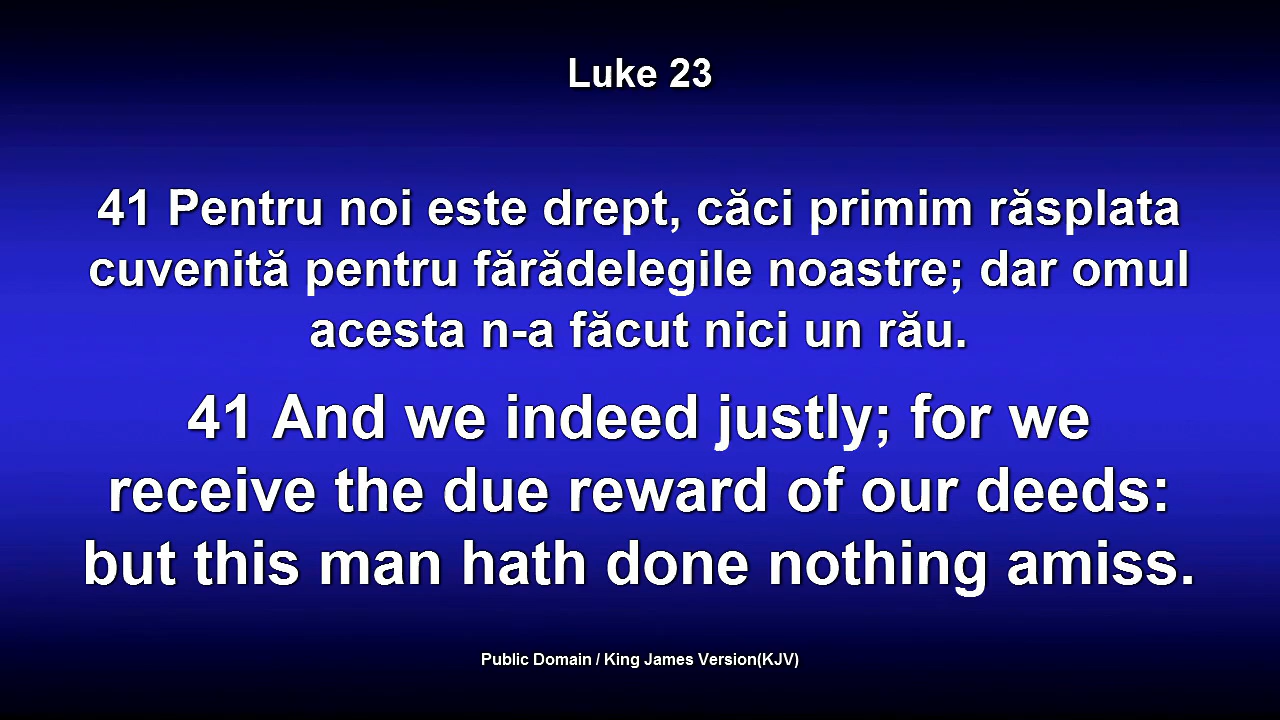 Luke 23
41 Pentru noi este drept, căci primim răsplata
cuvenită pentru fărădelegile noastre; dar omul
acesta n-a făcut nici un rău.
41 And we indeed justly; for we
receive the due reward of our deeds:
but this man hath done nothing amiss.
Public Domain / King James Version(KJV)